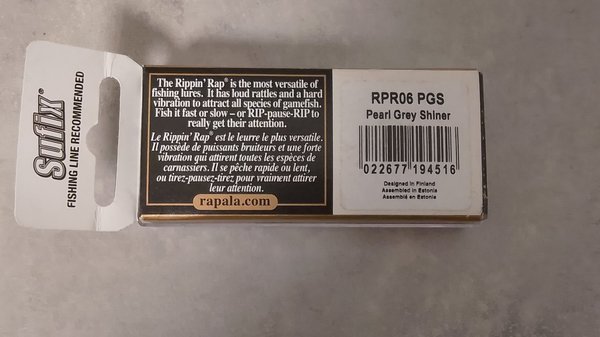 Sufix®
FISHING LINE RECOMMENDED
The Rippin' Rap® is the most versatile of
fishing lures. It has loud rattles and a hard
vibration to attract all species of gamefish.
Fish it fast or slow – or RIP-pause-RIP to
really get their attention.
Le Rippin' Rap® est le leurre le plus versatile.
Il possède de puissants bruiteurs et une forte
vibration qui attirent toutes les espèces de
carnassiers. Il se pêche rapide ou lent,
ou tirez-pausez-tirez pour vraiment attirer
leur attention.
rapala.com
RPR06 PGS
Pearl Grey Shiner
022677 194516
Designed in Finland
Assembled in Estonia
Assemblé en Estonie